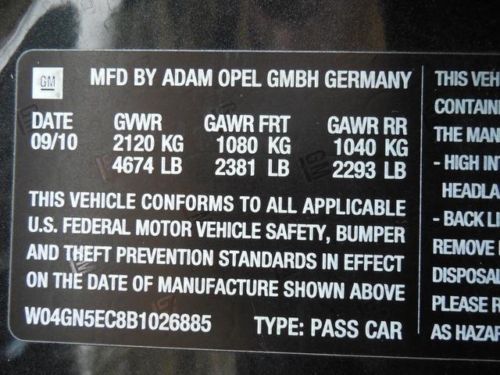 GM
MFD BY ADAM OPEL GMBH GERMANY
DATE GVWR GAWR FRT GAWR RR
09/10 2120 KG 1080 KG 1040 KG
4674 LB 2381 LB 2293 LB
THIS VEHICLE CONFORMS TO ALL APPLICABLE
U.S. FEDERAL MOTOR VEHICLE SAFETY, BUMPER
AND THEFT PREVENTION STANDARDS IN EFFECT
ON THE DATE OF MANUFACTURE SHOWN ABOVE
W04GN5EC8B1026885 TYPE: PASS CAR
THIS VEH
CONTAIN
THE MAN
- HIGH IN
HEADLA
- BACK LI
REMOVE
DISPOSA
PLEASE R
AS HAZAR